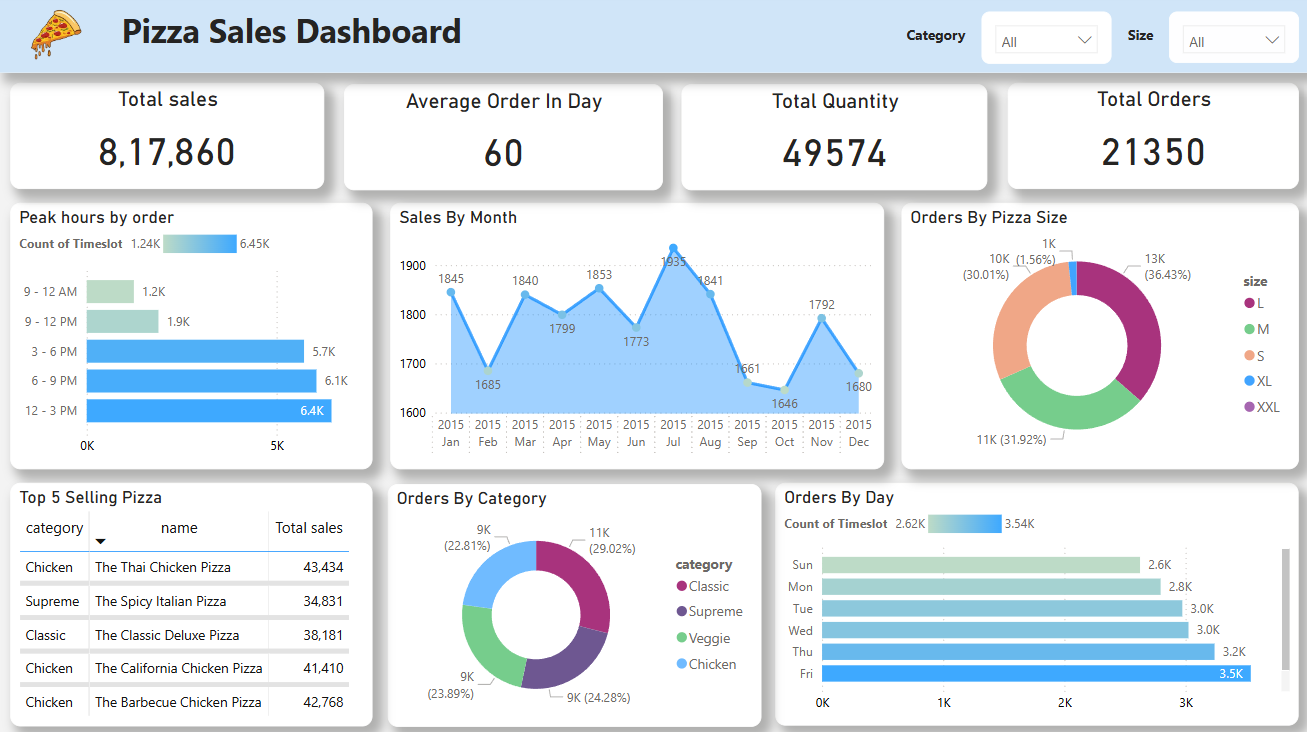 Pizza Sales Dashboard
Category
All
Size
All
Total sales
8,17,860
Average Order In Day
60
Total Quantity
49574
Total Orders
21350
Peak hours by order
Count of Timeslot 1.24K 6.45K
9 - 12 AM 1.2K
9 - 12 PM 1.9K
3 - 6 PM 5.7K
6 - 9 PM 6.1K
12 - 3 PM 6.4K
0K 5K
Sales By Month
1900
1800
1700
1600
1845
1685
1840
1799
1853
1773
1935
1841
1661
1646
1792
1680
2015 2015 2015 2015 2015 2015 2015 2015 2015 2015 2015 2015
Jan Feb Mar Apr May Jun Jul Aug Sep Oct Nov Dec
Orders By Pizza Size
1K
(1.56%)
10K
(30.01%)
13K
(36.43%)
11K (31.92%)
size
L
M
S
XL
XXL
Top 5 Selling Pizza
category name Total sales
Chicken The Thai Chicken Pizza 43,434
Supreme The Spicy Italian Pizza 34,831
Classic The Classic Deluxe Pizza 38,181
Chicken The California Chicken Pizza 41,410
Chicken The Barbecue Chicken Pizza 42,768
Orders By Category
9K
(22.81%)
11K
(29.02%)
9K
(23.89%)
9K (24.28%)
category
Classic
Supreme
Veggie
Chicken
Orders By Day
Count of Timeslot 2.62K 3.54K
Sun 2.6K
Mon 2.8K
Tue 3.0K
Wed 3.0K
Thu 3.2K
Fri 3.5K
0K 1K 2K 3K